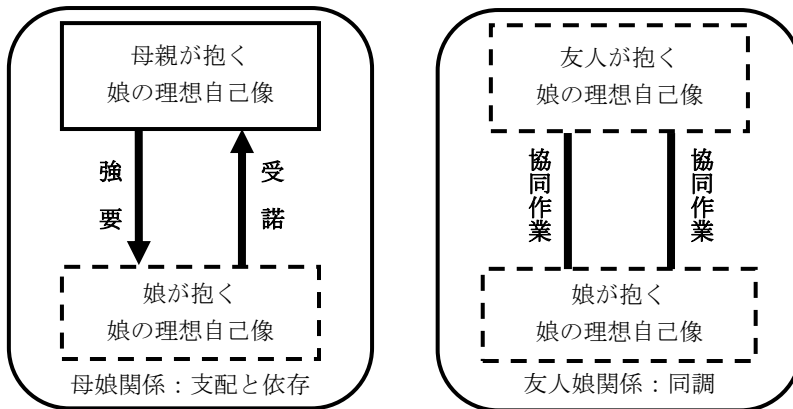 母親が抱く
娘の理想自己像
強要
受諾
娘が抱く
娘の理想自己像
母娘関係：支配と依存
友人が抱く
娘の理想自己像
協同作業
協同作業
娘が抱く
娘の理想自己像
友人娘関係：同調